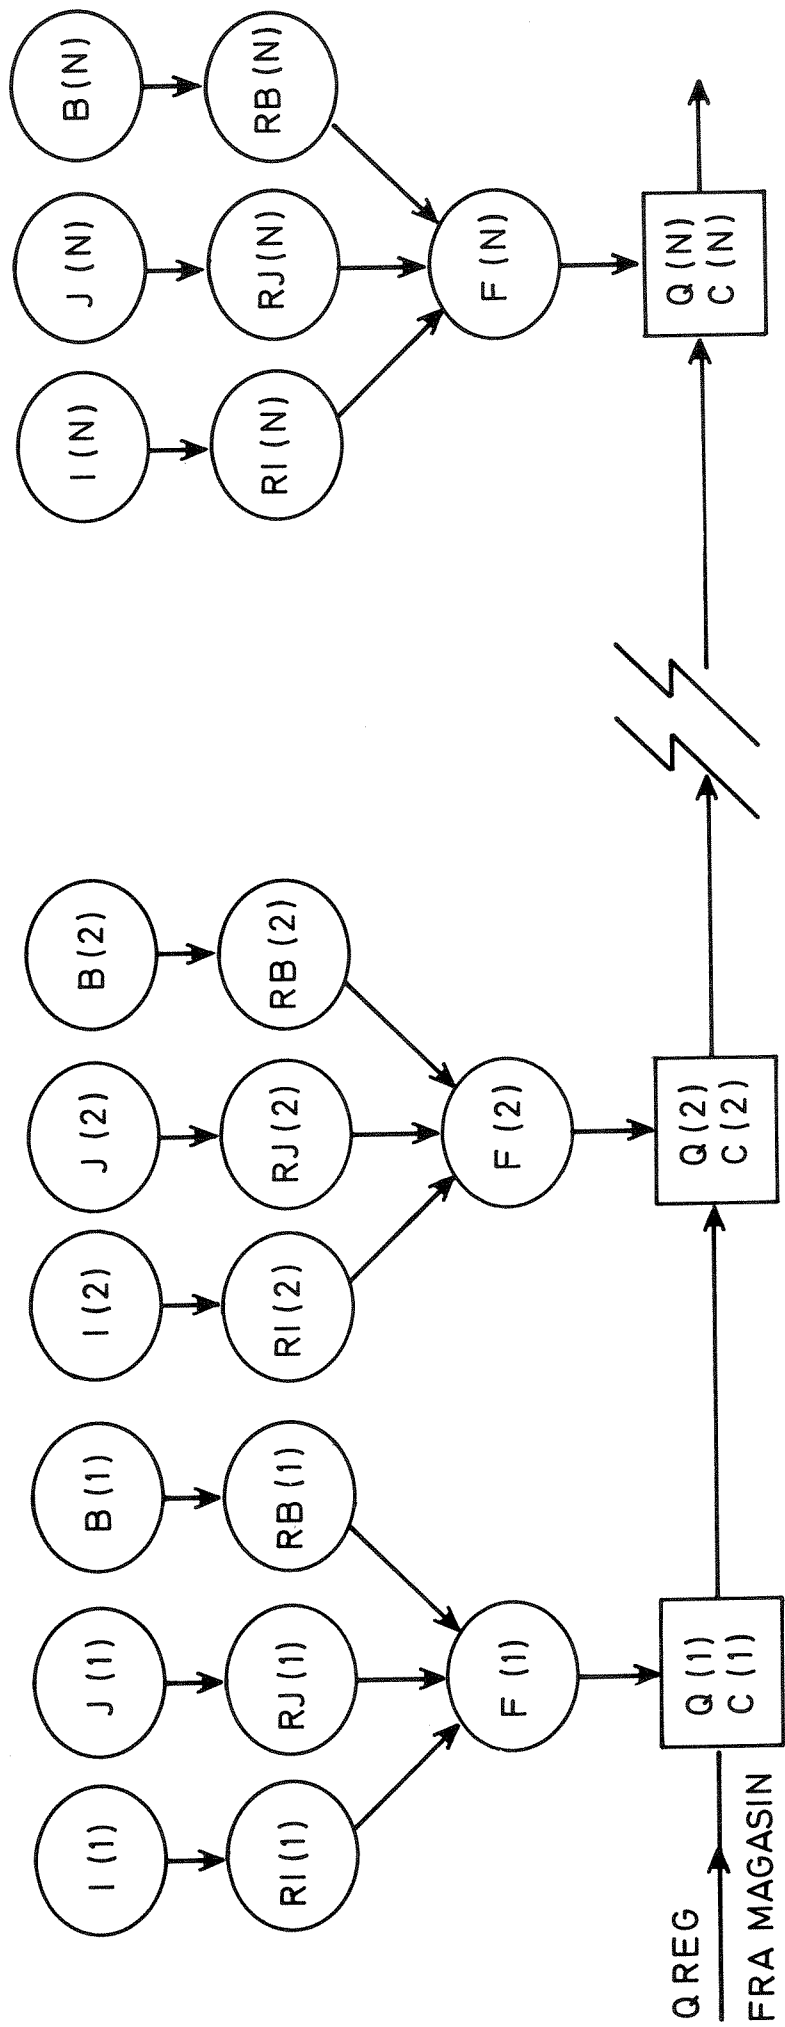 I (1)
J (1)
B (1)
I (2)
J (2)
B (2)
I (N)
J (N)
B (N)
RI (1)
RJ (1)
RB (1)
RI (2)
RJ (2)
RB (2)
RI (N)
RJ (N)
RB (N)
F (1)
F (2)
F (N)
QREG
FRA MAGASIN
Q (1)
C (1)
Q (2)
C (2)
Q (N)
C (N)